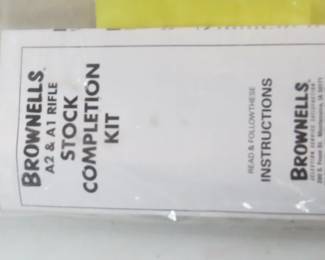 BROWNELLS®
A2 & A1 RIFLE
STOCK
COMPLETION
KIT
READ & FOLLOW THESE
INSTRUCTIONS
BROWNELLS®